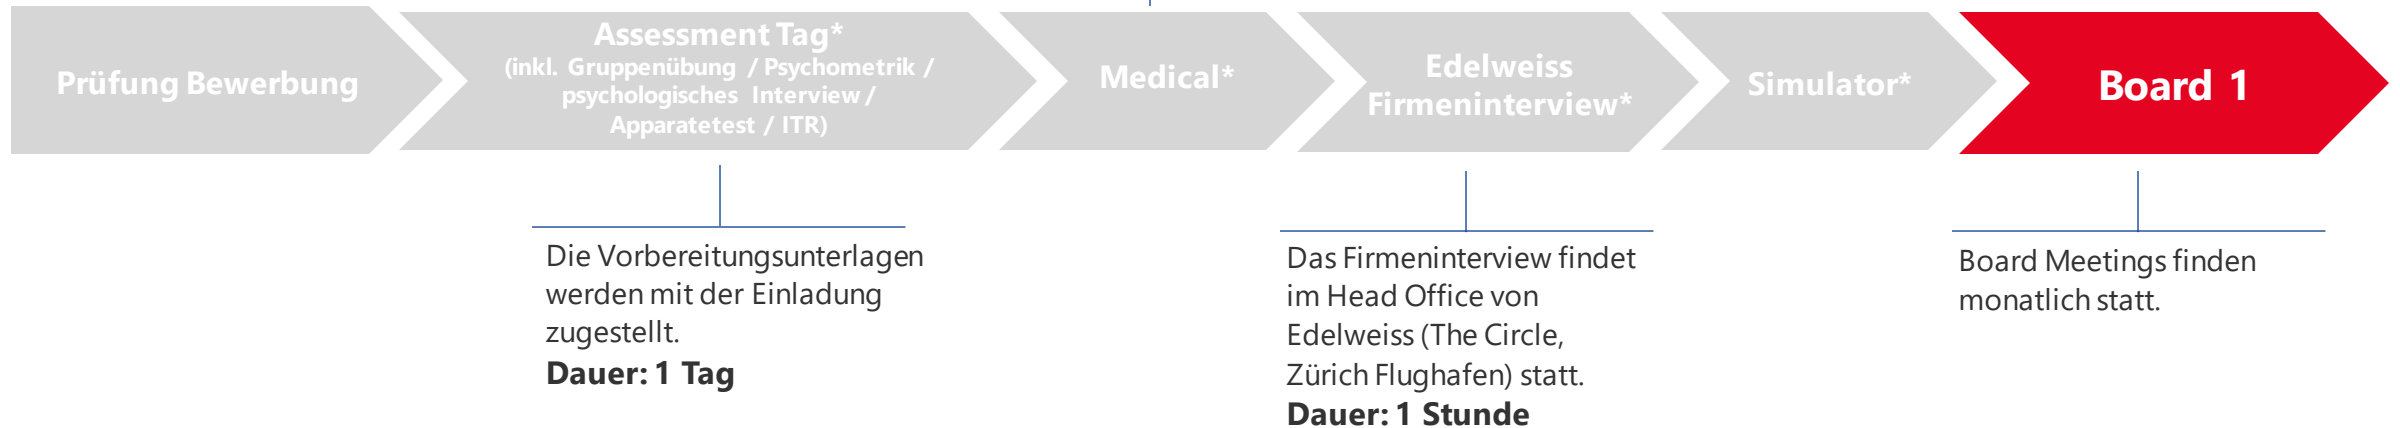 Prüfung Bewerbung
Assessment Tag*
(inkl. Gruppenübung / Psychometrik /
psychologisches Interview /
Apparatetest / ITR)
Medical*
Edelweiss
Firmeninterview*
Simulator*
Board 1
Die Vorbereitungsunterlagen
werden mit der Einladung
zugestellt.
Dauer: 1 Tag
Das Firmeninterview findet
im Head Office von
Edelweiss (The Circle,
Zürich Flughafen) statt.
Dauer: 1 Stunde
Board Meetings finden
monatlich statt.